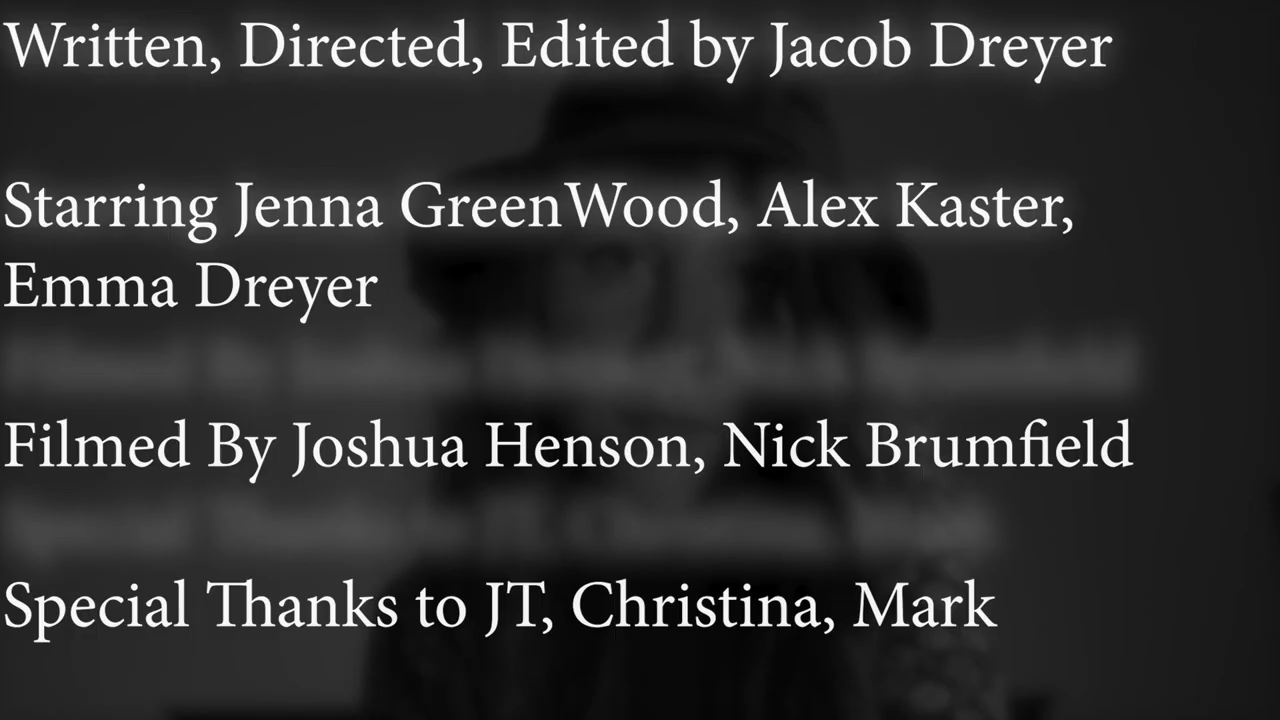 Written, Directed, Edited by Jacob Dreyer
Starring Jenna GreenWood, Alex Kaster,
Emma Dreyer
Filmed By Joshua Henson, Nick Brumfield
Special Thanks to JT, Christina, Mark